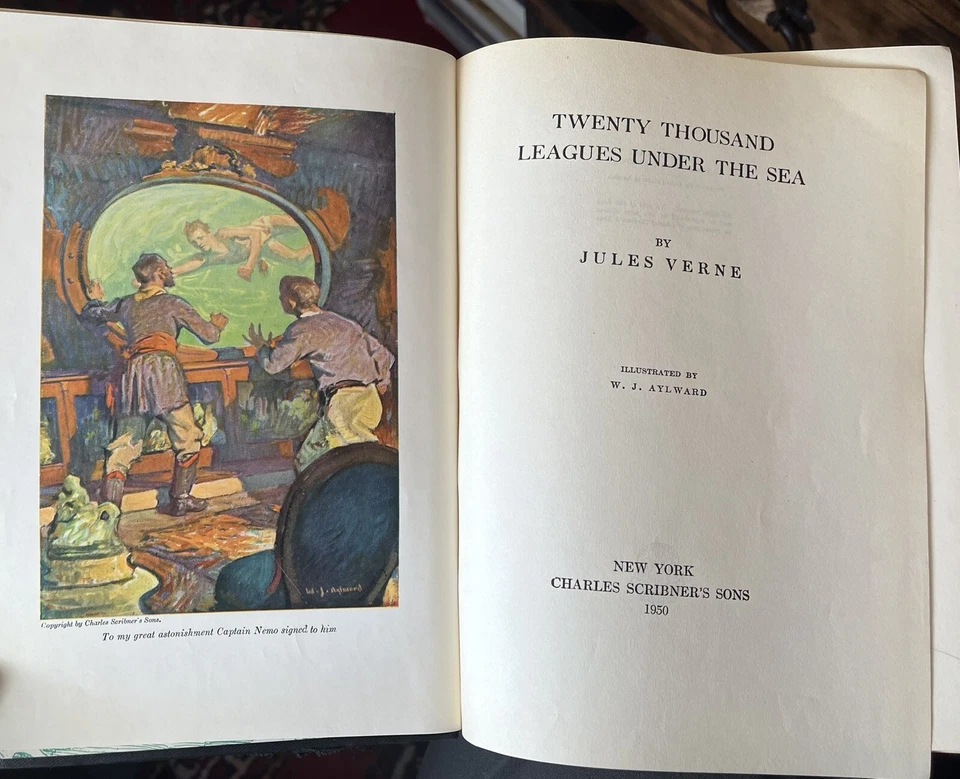 W. J. Aylward
Copyright by Charles Scribner's Sons.
To my great astonishment Captain Nemo signed to him
TWENTY THOUSAND
LEAGUES UNDER THE SEA
BY
JULES VERNE
ILLUSTRATED BY
W. J. AYLWARD
NEW YORK
CHARLES SCRIBNER'S SONS
1950